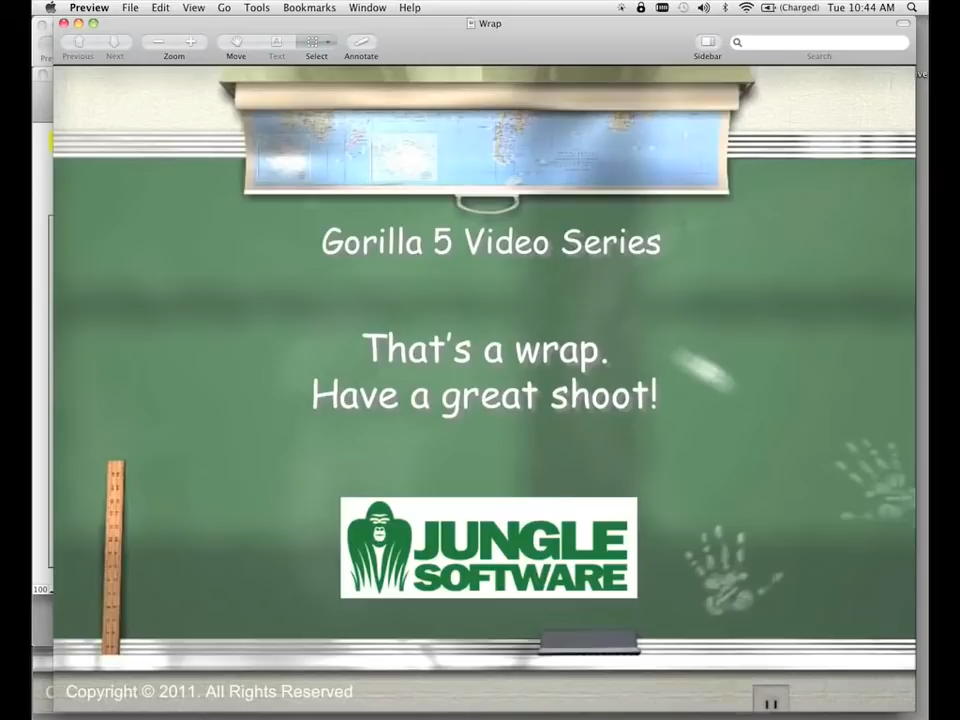 Preview File Edit View Go Tools Bookmarks Window Help (Charged) Tue 10:44 AM
Wrap
Previous Next Zoom Move Text Select Annotate Sidebar Search
Gorilla 5 Video Series
That's a wrap.
Have a great shoot!
JUNGLE
SOFTWARE
100
Copyright © 2011. All Rights Reserved